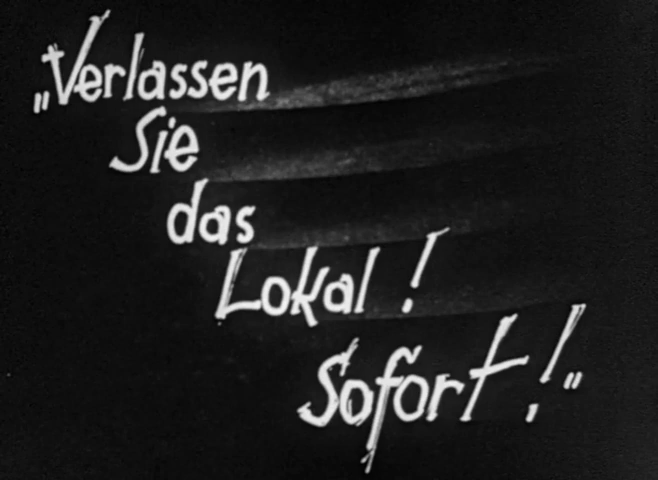 „Verlassen
Sie
das
Lokal!
Sofort!"